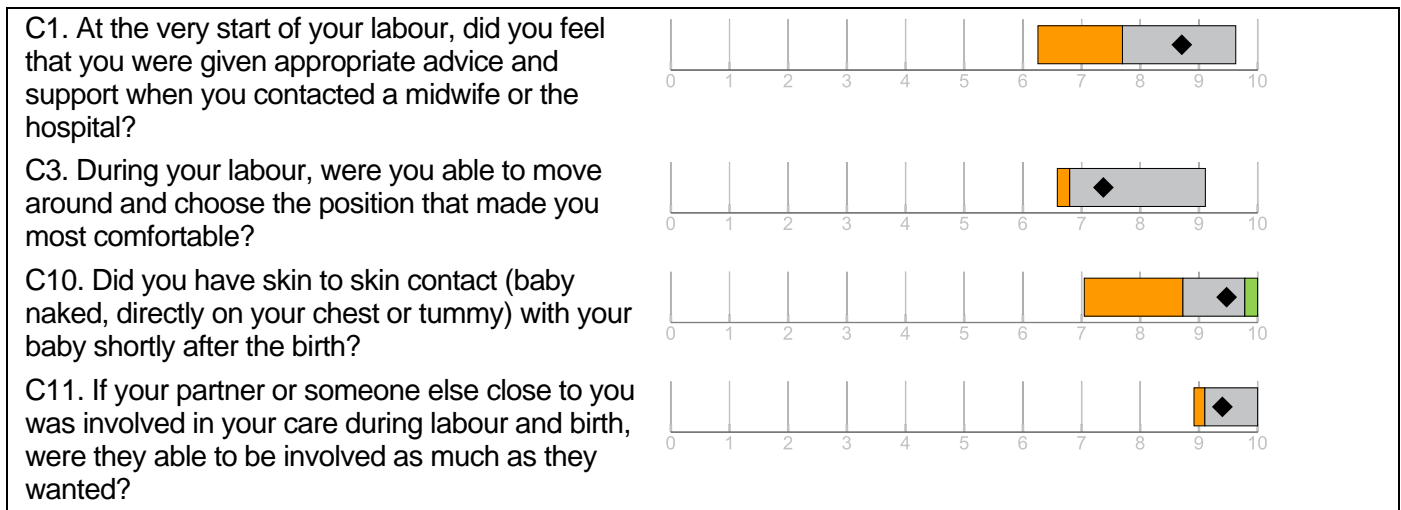 C1. At the very start of your labour, did you feel
that you were given appropriate advice and
support when you contacted a midwife or the
hospital?
0 1 2 3 4 5 6 7 8 9 10
C3. During your labour, were you able to move
around and choose the position that made you
most comfortable?
0 1 2 3 4 5 6 7 8 9 10
C10. Did you have skin to skin contact (baby
naked, directly on your chest or tummy) with your
baby shortly after the birth?
0 1 2 3 4 5 6 7 8 9 10
C11. If your partner or someone else close to you
was involved in your care during labour and birth,
were they able to be involved as much as they
wanted?
0 1 2 3 4 5 6 7 8 9 10